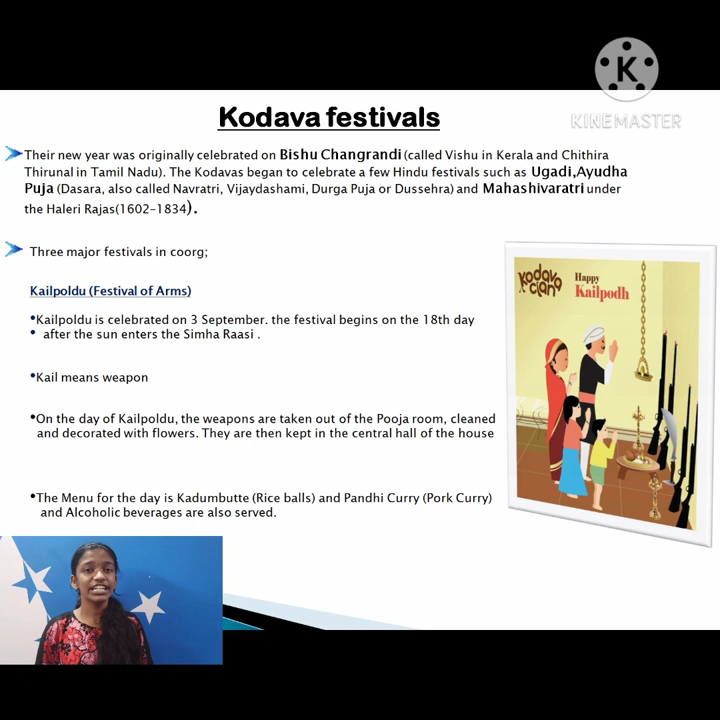 K
KINEMASTER
Kodava festivals
Their new year was originally celebrated on Bishu Changrandi (called Vishu in Kerala and Chithira
Thirunal in Tamil Nadu). The Kodavas began to celebrate a few Hindu festivals such as Ugadi,Ayudha
Puja (Dasara, also called Navratri, Vijaydashami, Durga Puja or Dussehra) and Mahashivaratri under
the Haleri Rajas(1602-1834).
Three major festivals in coorg;
Kailpoldu (Festival of Arms)
•Kailpoldu is celebrated on 3 September. the festival begins on the 18th day
• after the sun enters the Simha Raasi .
•Kail means weapon
•On the day of Kailpoldu, the weapons are taken out of the Pooja room, cleaned
and decorated with flowers. They are then kept in the central hall of the house
•The Menu for the day is Kadumbutte (Rice balls) and Pandhi Curry (Pork Curry)
and Alcoholic beverages are also served.
kodava
clan
Happy
Kailpodh